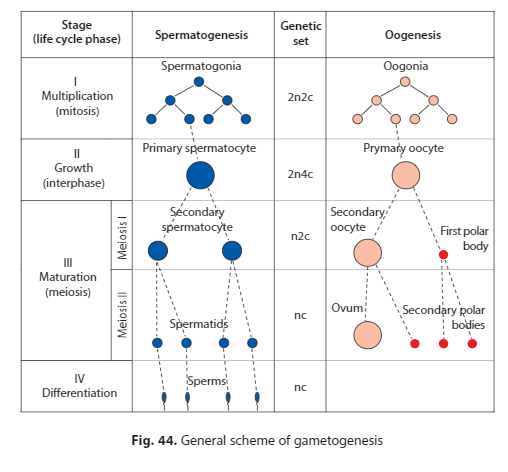 Stage
(life cycle phase)
Spermatogenesis
Genetic
set
Oogenesis
I
Multiplication
(mitosis)
Spermatogonia
2n2c
Oogonia
II
Growth
(interphase)
Primary spermatocyte
2n4c
Prymary oocyte
III
Maturation
(meiosis)
Meiosis I
Secondary
spermatocyte
n2c
Secondary
oocyte
First polar
body
Meiosis II
Spermatids
nc
Ovum
Secondary polar
bodies
IV
Differentiation
Sperms
nc
Fig. 44. General scheme of gametogenesis